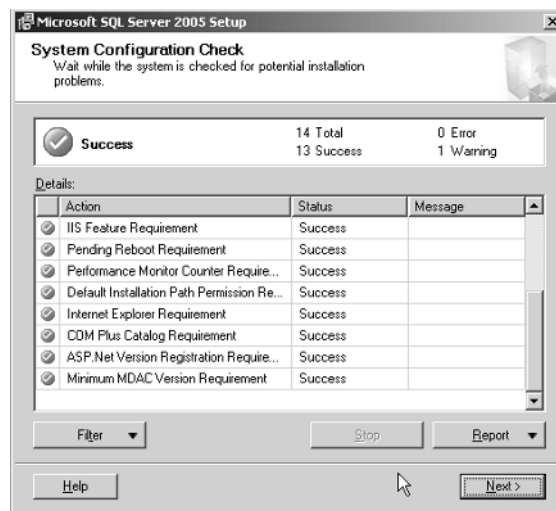 Microsoft SQL Server 2005 Setup
System Configuration Check
Wait while the system is checked for potential installation
problems.
Success
14 Total
0 Error
13 Success
1 Warning
Details:
Action Status Message
IIS Feature Requirement Success
Pending Reboot Requirement Success
Performance Monitor Counter Require... Success
Default Installation Path Permission Re... Success
Internet Explorer Requirement Success
COM Plus Catalog Requirement Success
ASP.Net Version Registration Require... Success
Minimum MDAC Version Requirement Success
Filter Stop Report
Help Next >